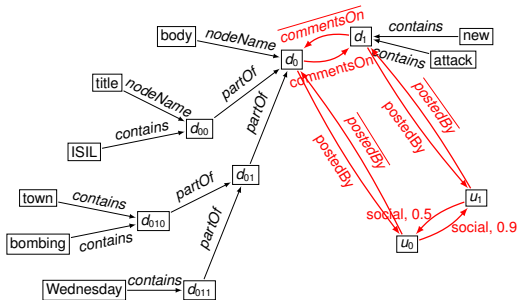 body
nodeName
commentsOn
d1
contains
new
contains
attack
d0
commentsOn
title
nodeName
partOf
contains
ISIL
d00
partOf
postedBy
postedBy
postedBy
postedBy
town
contains
partOf
d01
bombing
contains
d010
partOf
u1
social, 0.5
social, 0.9
u0
Wednesday
contains
d011